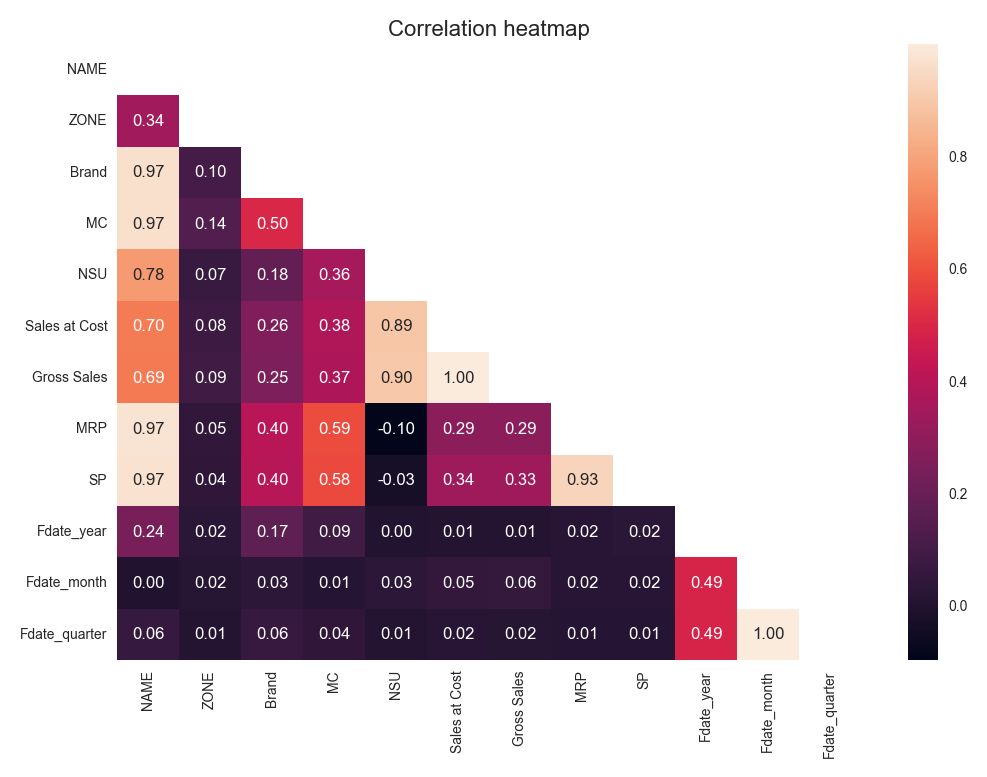 Correlation heatmap
NAME
ZONE 0.34
Brand 0.97 0.10
0.8
MC 0.97 0.14 0.50
NSU 0.78 0.07 0.18 0.36
0.6
Sales at Cost 0.70 0.08 0.26 0.38 0.89
Gross Sales 0.69 0.09 0.25 0.37 0.90 1.00
0.4
MRP 0.97 0.05 0.40 0.59 -0.10 0.29 0.29
SP 0.97 0.04 0.40 0.58 -0.03 0.34 0.33 0.93
0.2
Fdate_year 0.24 0.02 0.17 0.09 0.00 0.01 0.01 0.02 0.02
Fdate_month 0.00 0.02 0.03 0.01 0.03 0.05 0.06 0.02 0.02 0.49
0.0
Fdate_quarter 0.06 0.01 0.06 0.04 0.01 0.02 0.02 0.01 0.01 0.49 1.00
NAME
ZONE
Brand
MC
NSU
Sales at Cost
Gross Sales
MRP
SP
Fdate_year
Fdate_month
Fdate_quarter